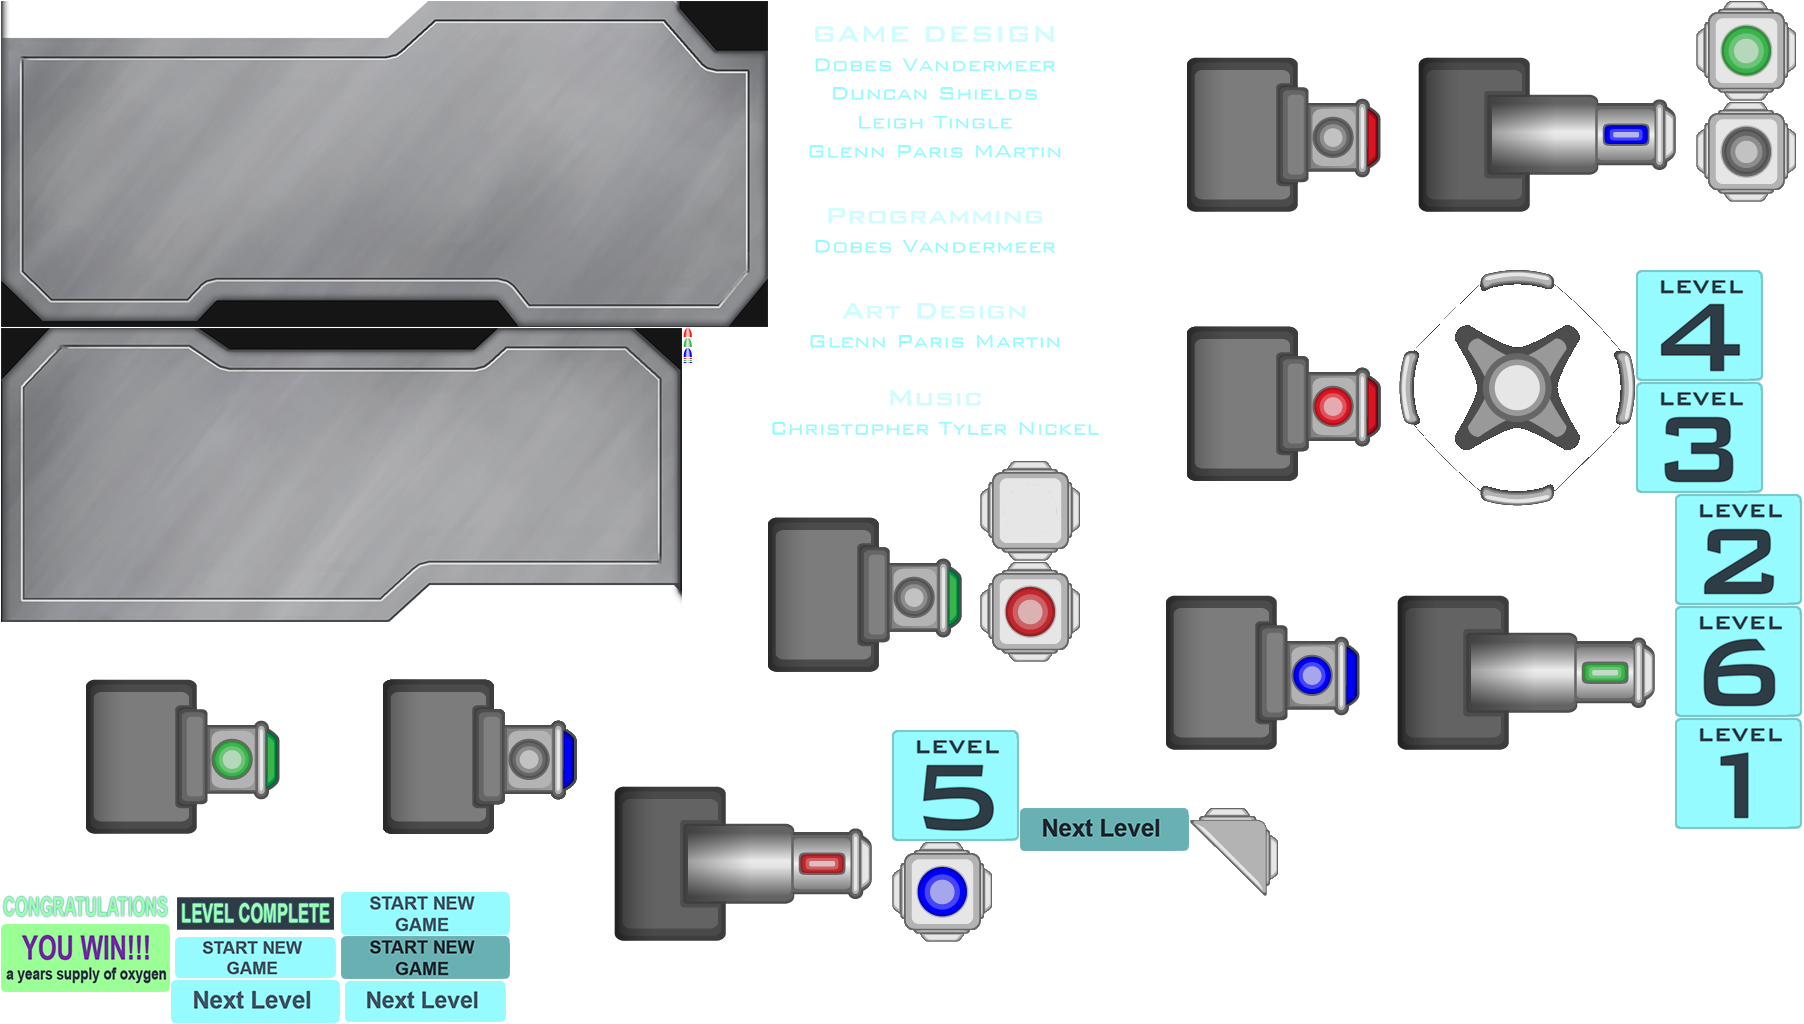 GAME DESIGN
Dobes Vandermeer
Duncan Shields
Leigh Tingle
Glenn Paris MArtin
Programming
Dobes Vandermeer
Art Design
Glenn Paris Martin
Music
Christopher Tyler Nickel
LEVEL
4
LEVEL
3
LEVEL
2
LEVEL
6
LEVEL
1
LEVEL
5
Next Level
CONGRATULATIONS
YOU WIN!!!
a years supply of oxygen
LEVEL COMPLETE
START NEW
GAME
Next Level
START NEW
GAME
START NEW
GAME
Next Level